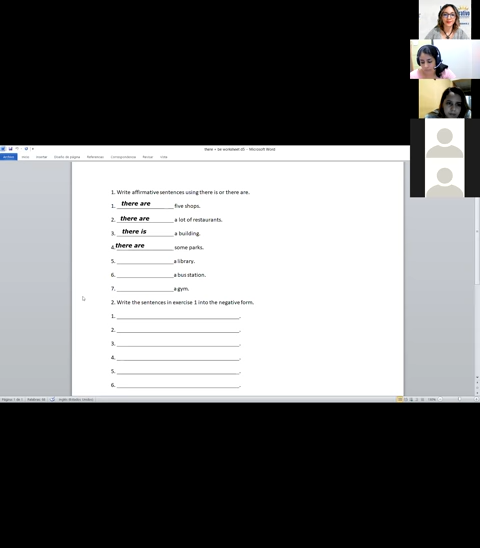 there + be worksheet d5 - Microsoft Word
Archivo Inicio Insertar Diseño de página Referencias Correspondencia Revisar Vista
1. Write affirmative sentences using there is or there are.
1. there are five shops.
2. there are a lot of restaurants.
3. there is a building.
4. there are some parks.
5. a library.
6. a bus station.
7. a gym.
2. Write the sentences in exercise 1 into the negative form.
1. .
2. .
3. .
4. .
5. .
6. .